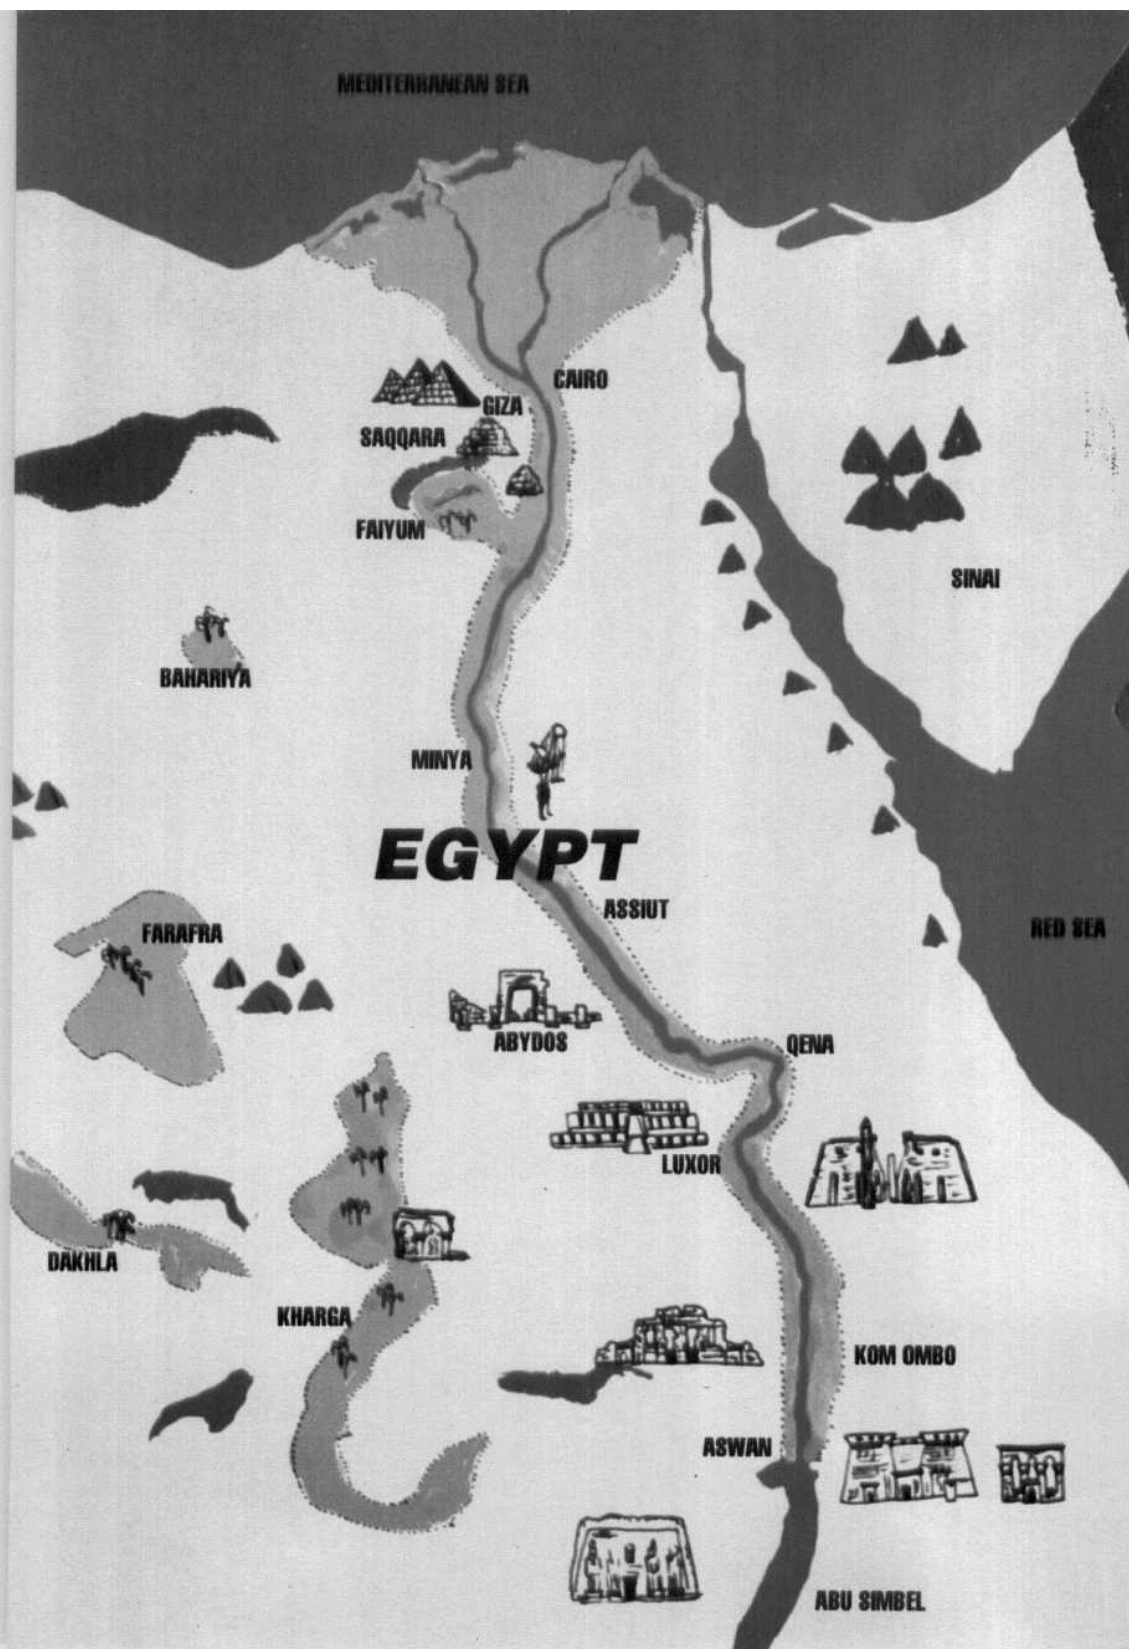 MEDITERRANEAN SEA
CAIRO
GIZA
SAQQARA
FAIYUM
SINAI
BAHARIYA
MINYA
EGYPT
ASSIUT
RED SEA
FARAFRA
ABYDOS
QENA
LUXOR
DAKHLA
KHARGA
KOM OMBO
ASWAN
ABU SIMBEL